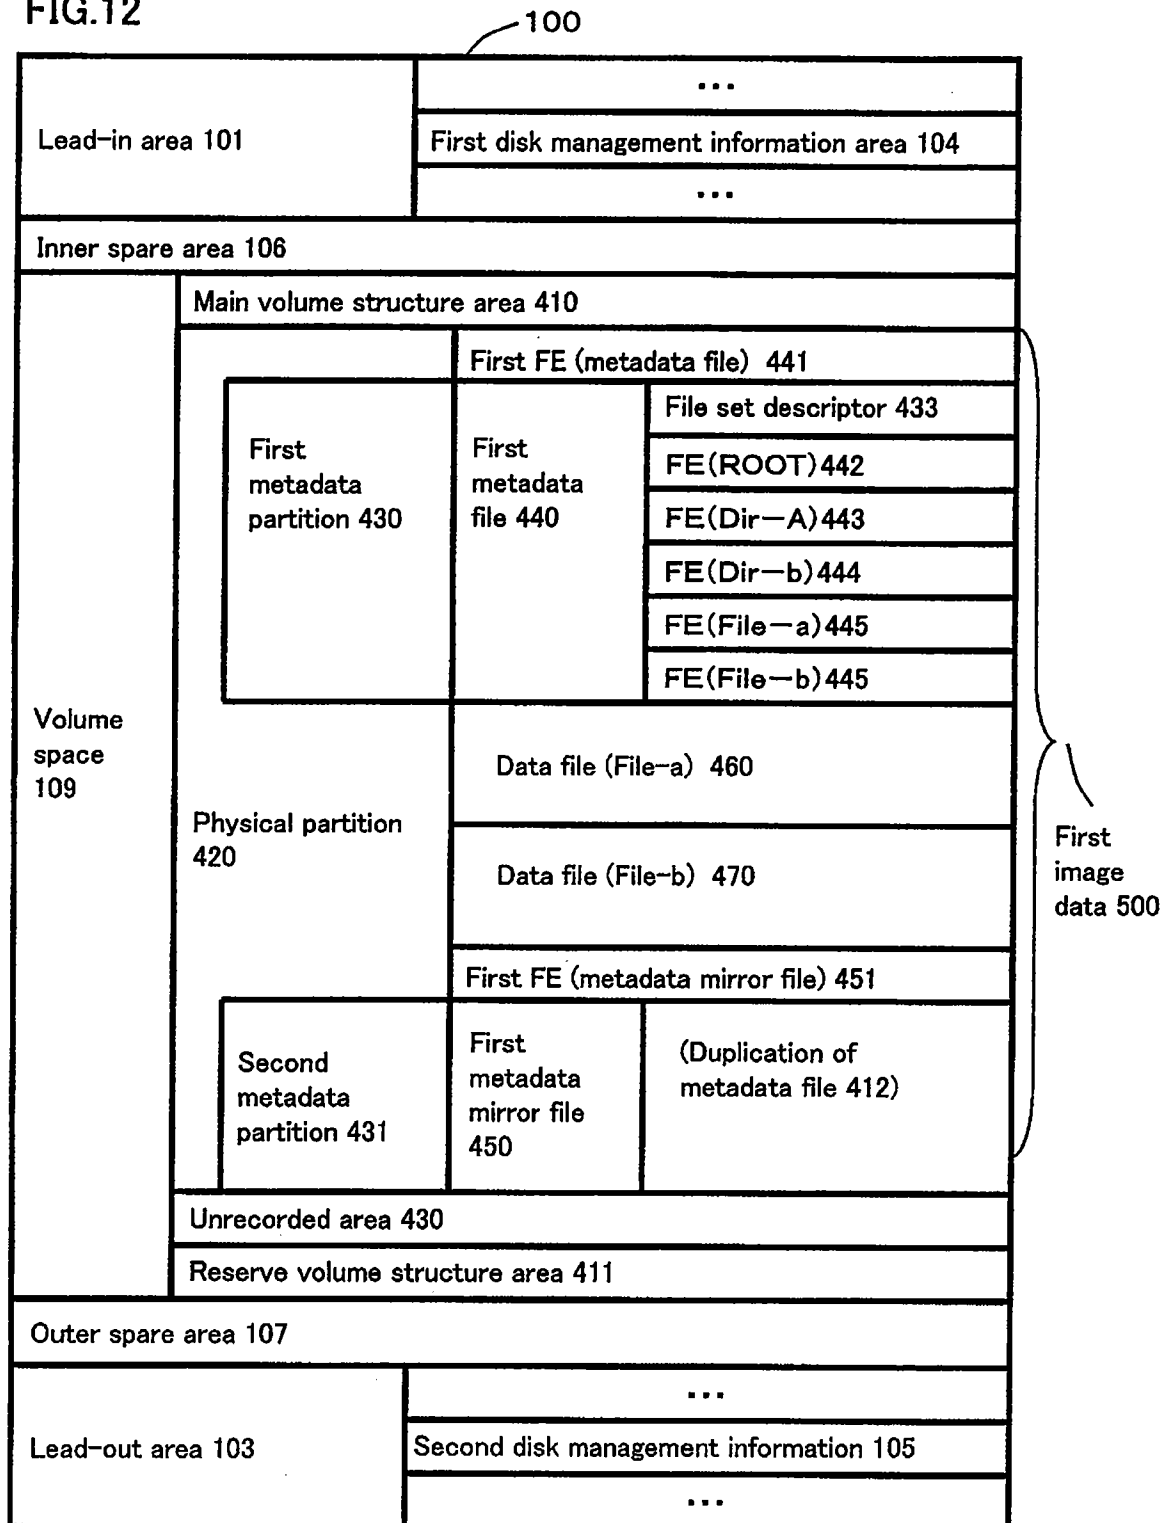 FIG.12
100
...
Lead-in area 101
First disk management information area 104
...
Inner spare area 106
Main volume structure area 410
First FE (metadata file) 441
File set descriptor 433
First
metadata
partition 430
First
metadata
file 440
FE(ROOT)442
FE(Dir-A)443
FE(Dir-b)444
FE(File-a)445
FE(File-b)445
Volume
space
109
Data file (File-a) 460
Physical partition
420
Data file (File-b) 470
First
image
data 500
First FE (metadata mirror file) 451
Second
metadata
partition 431
First
metadata
mirror file
450
(Duplication of
metadata file 412)
Unrecorded area 430
Reserve volume structure area 411
Outer spare area 107
...
Lead-out area 103
Second disk management information 105
...